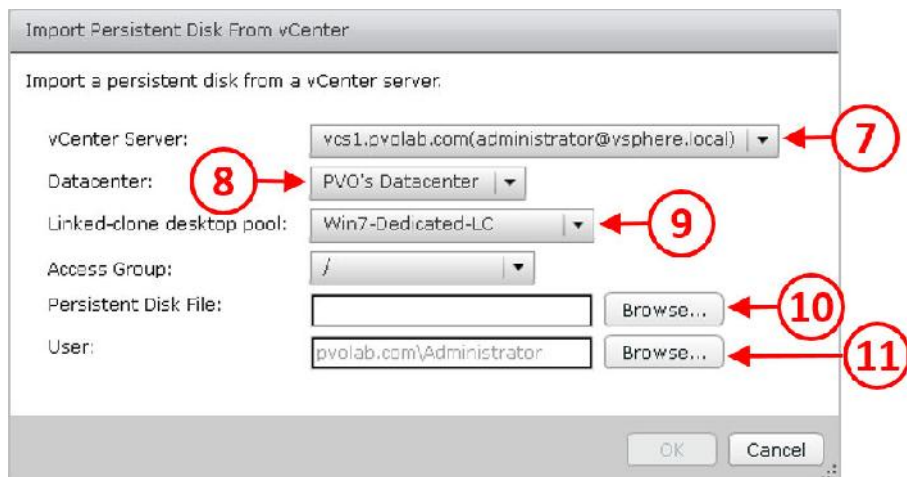 Import Persistent Disk From vCenter
Import a persistent disk from a vCenter server.
vCenter Server: vcs1.pvolab.com(administrator@vsphere.local) 7
Datacenter: 8 PVO's Datacenter
Linked-clone desktop pool: Win7-Dedicated-LC 9
Access Group: /
Persistent Disk File: Browse... 10
User: pvolab.com\Administrator Browse... 11
OK Cancel